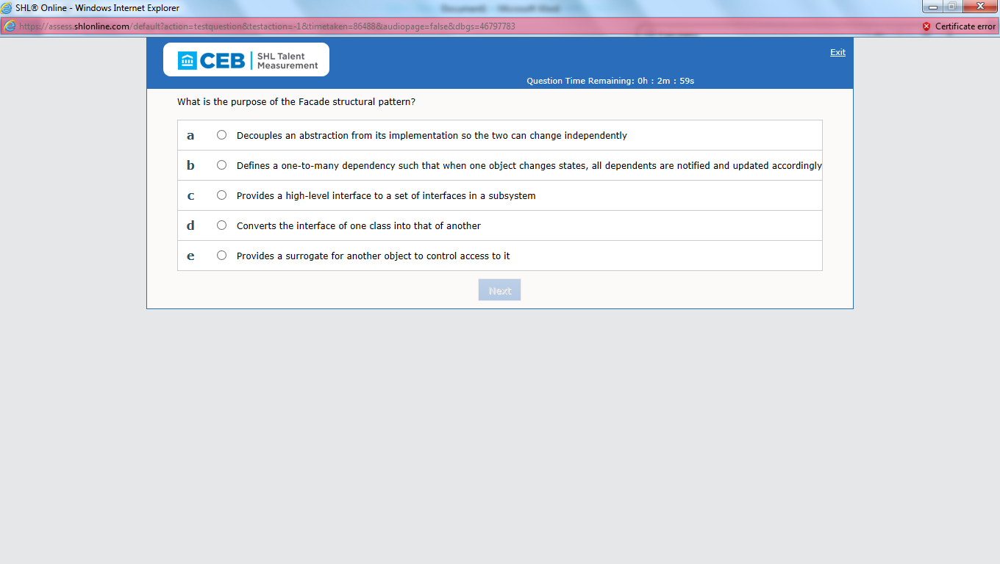 SHL® Online - Windows Internet Explorer
Document1 - Microsoft Word
https://assess.shlonline.com/default?action=testquestion&testaction=-1&timetaken=86488&audiopage=false&dbgs=46797783
Certificate error
CEB
SHL Talent
Measurement
Exit
Question Time Remaining: 0h : 2m : 59s
What is the purpose of the Facade structural pattern?
a Decouples an abstraction from its implementation so the two can change independently
b Defines a one-to-many dependency such that when one object changes states, all dependents are notified and updated accordingly
c Provides a high-level interface to a set of interfaces in a subsystem
d Converts the interface of one class into that of another
e Provides a surrogate for another object to control access to it
Next